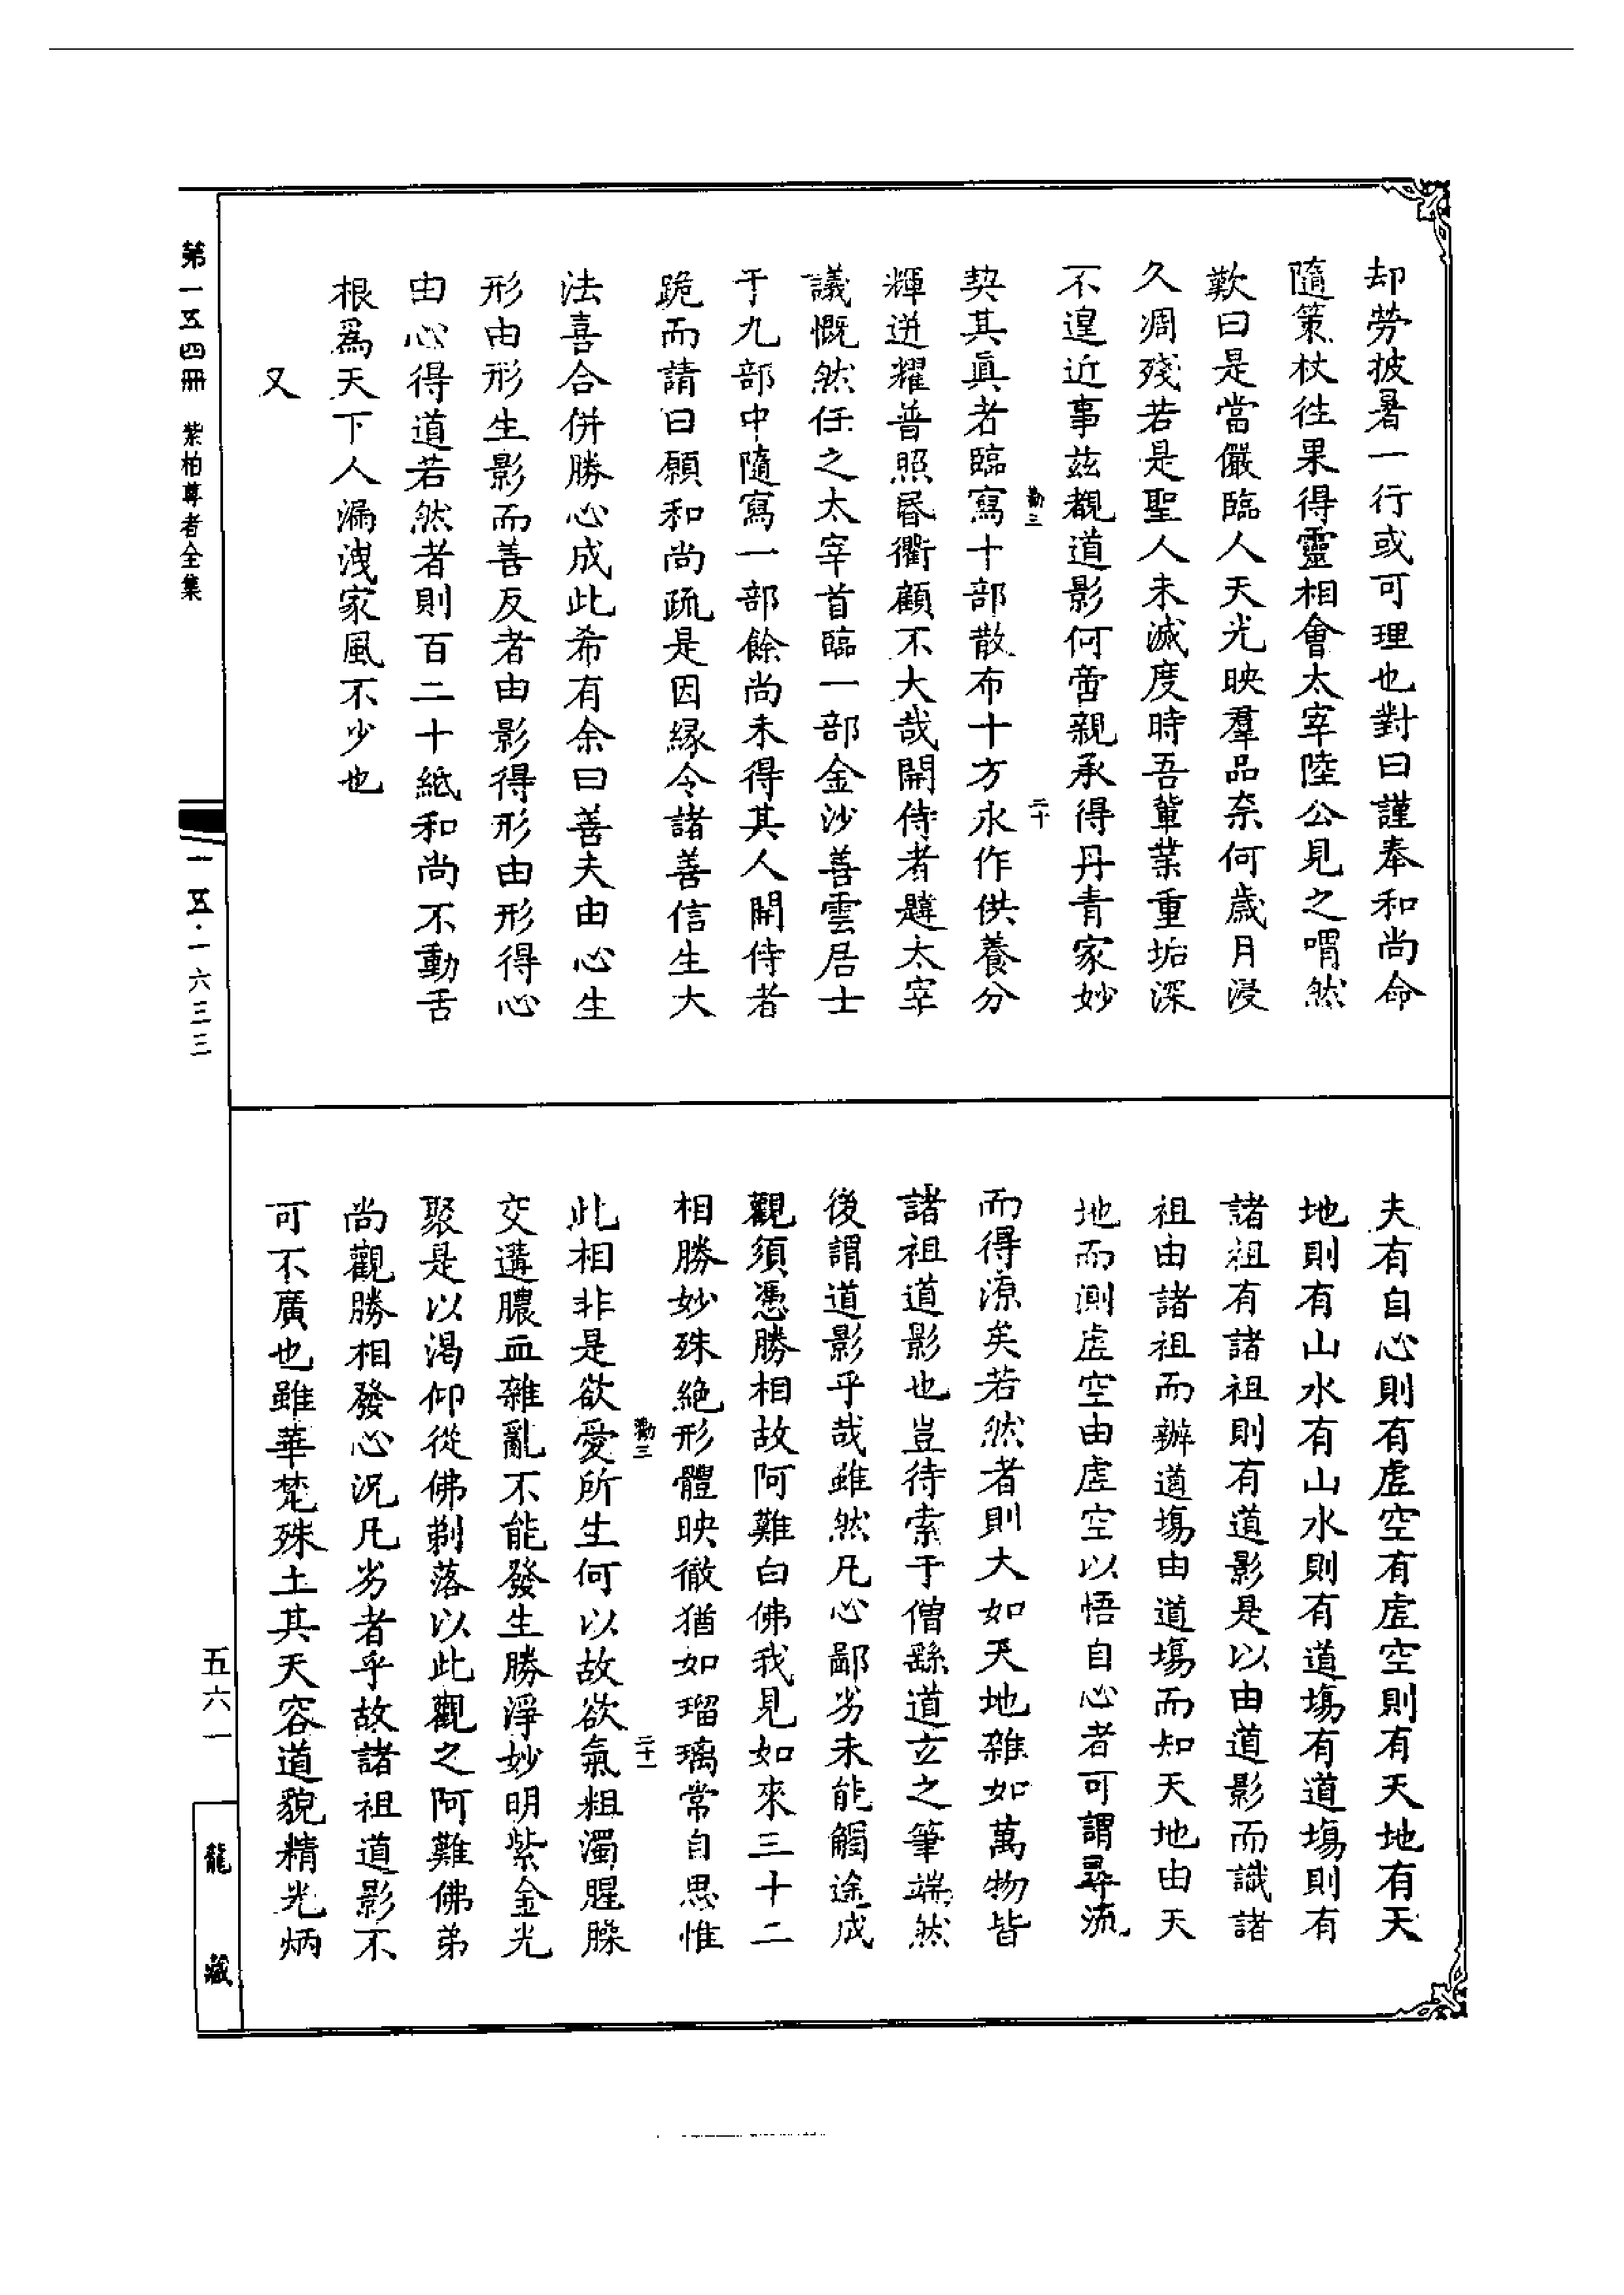 却勞披暑一行或可理也對曰謹奉和尚命
隨策杖徃果得靈相會太宰陸公見之喟然
歎曰是當儼臨人天光映羣品柰何歲月浸
久凋殘若是聖人未滅度時吾軰業重垢深
不遑近事兹覩道影何啻親承得丹青家妙
勸三
二十
契其眞者臨寫十部散布十方永作供養分
輝迸耀普照昏衢顧不大哉開侍者韙太宰
議慨然任之太宰首臨一部金沙善雲居士
于九部中隨寫一部餘尚未得其人開侍者
跪而請曰願和尚疏是因緣令諸善信生大
法喜合併勝心成此希有余曰善夫由心生
形由形生影而善反者由影得形由形得心
由心得道若然者則百二十紙和尚不動舌
根爲天下人漏洩家風不少也
又
夫有自心則有虛空有虛空則有天地有天
地則有山水有山水則有道塲有道塲則有
諸祖有諸祖則有道影是以由道影而識諸
祖由諸祖而辦道塲由道塲而知天地由天
地而測虛空由虛空以悟自心者可謂尋流
而得源矣若然者則大如天地雜如萬物皆
諸祖道影也豈待索于僧繇道玄之筆端然
後謂道影乎哉雖然凡心鄙劣未能觸途成
觀須憑勝相故阿難白佛我見如來三十二
相勝妙殊絶形體映徹猶如瑠璃常自思惟
勸三
二十一
此相非是欲愛所生何以故欲氣粗濁腥臊
交遘膿血雜亂不能發生勝淨妙明紫金光
聚是以渴仰從佛剃落以此觀之阿難佛弟
尚觀勝相發心況凡劣者乎故諸祖道影不
可不廣也雖華梵殊土其天容道貌精光炳
第一五四冊 紫柏尊者全集
一五·一六三三
五六一
龍藏